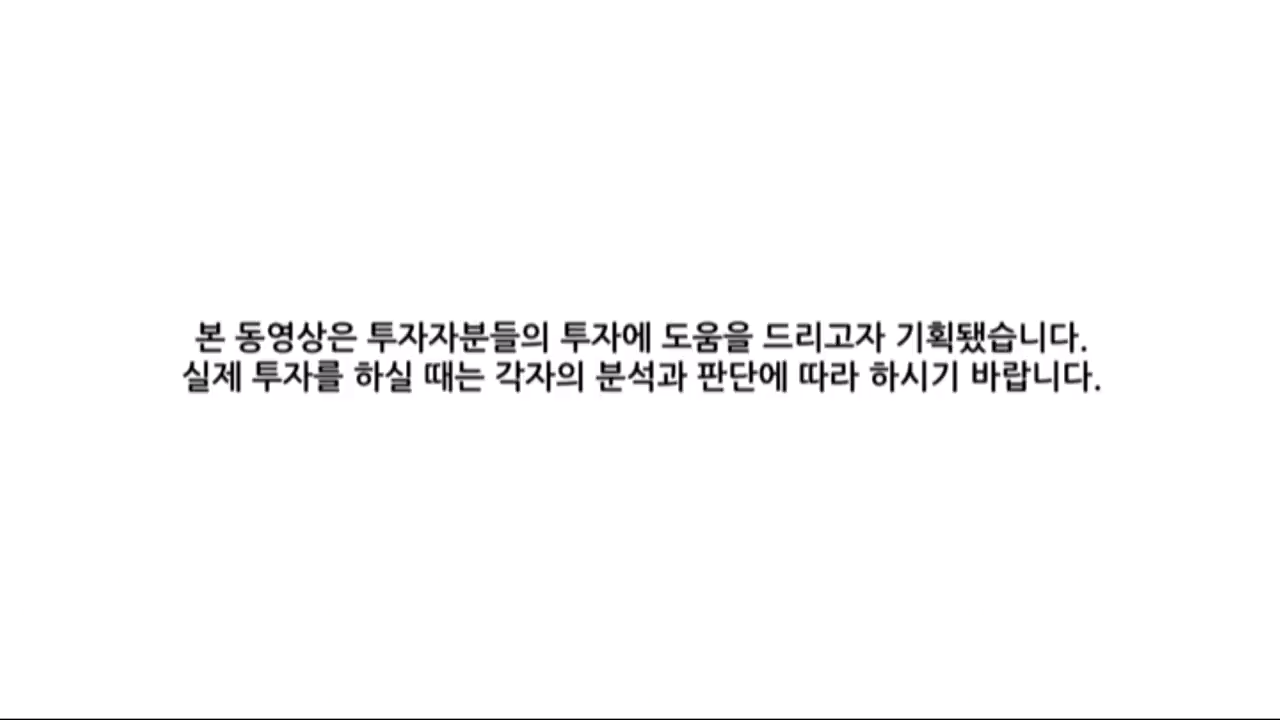 본 동영상은 투자자분들의 투자에 도움을 드리고자 기획됐습니다.
실제 투자를 하실 때는 각자의 분석과 판단에 따라 하시기 바랍니다.